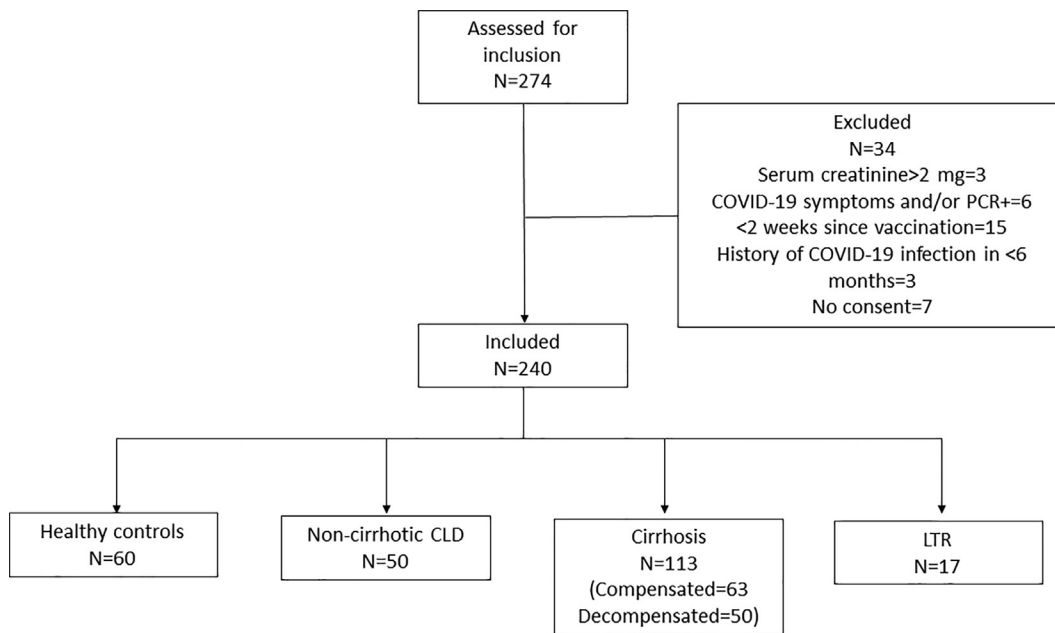 Assessed for
inclusion
N=274
Excluded
N=34
Serum creatinine>2 mg=3
COVID-19 symptoms and/or PCR+=6
<2 weeks since vaccination=15
History of COVID-19 infection in <6
months=3
No consent=7
Included
N=240
Healthy controls
N=60
Non-cirrhotic CLD
N=50
Cirrhosis
N=113
(Compensated=63
Decompensated=50)
LTR
N=17